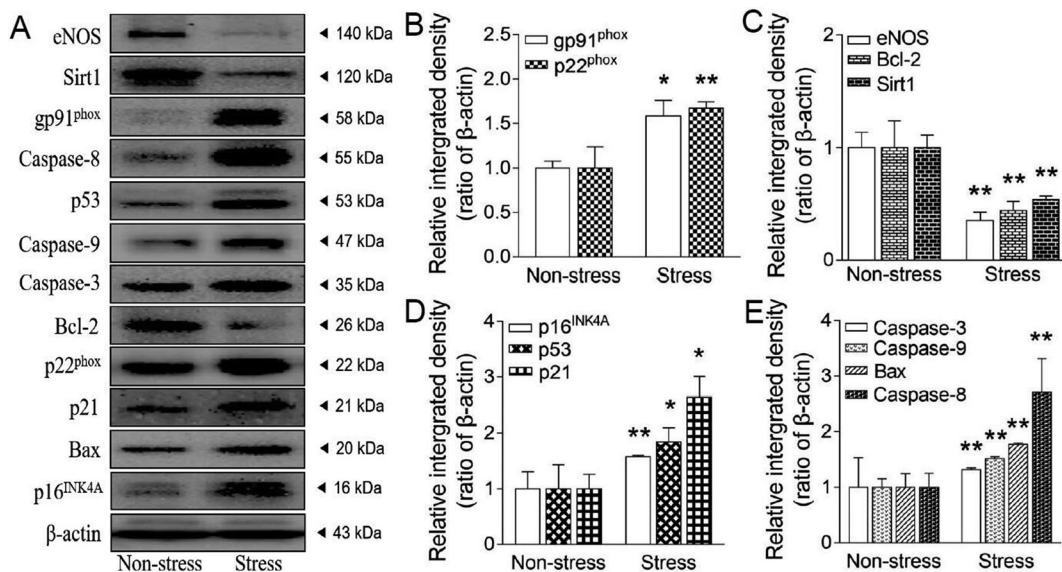 A
eNOS ◄ 140 kDa
Sirt1 ◄ 120 kDa
gp91phox ◄ 58 kDa
Caspase-8 ◄ 55 kDa
p53 ◄ 53 kDa
Caspase-9 ◄ 47 kDa
Caspase-3 ◄ 35 kDa
Bcl-2 ◄ 26 kDa
p22phox ◄ 22 kDa
p21 ◄ 21 kDa
Bax ◄ 20 kDa
p16INK4A ◄ 16 kDa
β-actin ◄ 43 kDa
Non-stress Stress
B
Relative intergrated density
(ratio of β-actin)
2.5
2.0
1.5
1.0
0.5
0.0
gp91phox
p22phox
* **
Non-stress Stress
C
Relative intergrated density
(ratio of β-actin)
2
1
0
eNOS
Bcl-2
Sirt1
** ** **
Non-stress Stress
D
Relative intergrated density
(ratio of β-actin)
4
3
2
1
0
p16INK4A
p53
p21
** * *
Non-stress Stress
E
Relative intergrated density
(ratio of β-actin)
4
3
2
1
0
Caspase-3
Caspase-9
Bax
Caspase-8
** ** ** **
Non-stress Stress